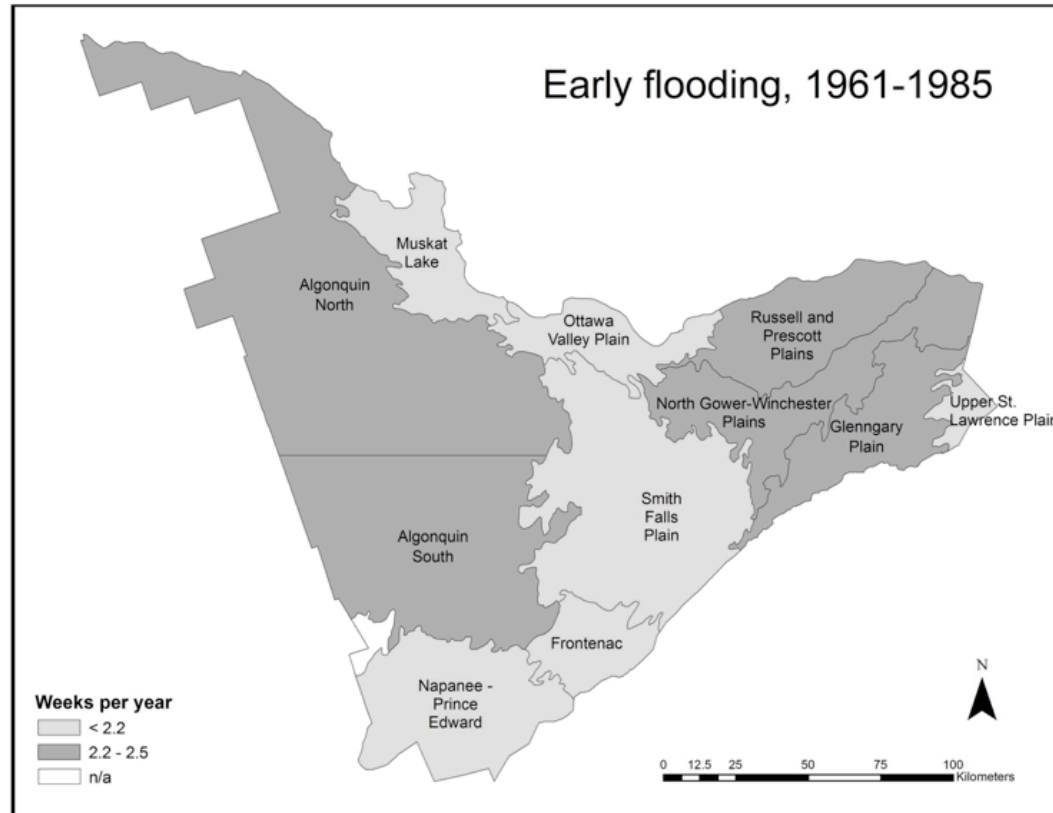 Early flooding, 1961-1985
Muskat
Lake
Algonquin
North
Ottawa
Valley Plain
Russell and
Prescott
Plains
North Gower-Winchester
Plains
Glenngary
Plain
Upper St.
Lawrence Plain
Smith
Falls
Plain
Algonquin
South
Frontenac
Napanee -
Prince
Edward
Weeks per year
< 2.2
2.2 - 2.5
n/a
N
0 12.5 25 50 75 100
Kilometers